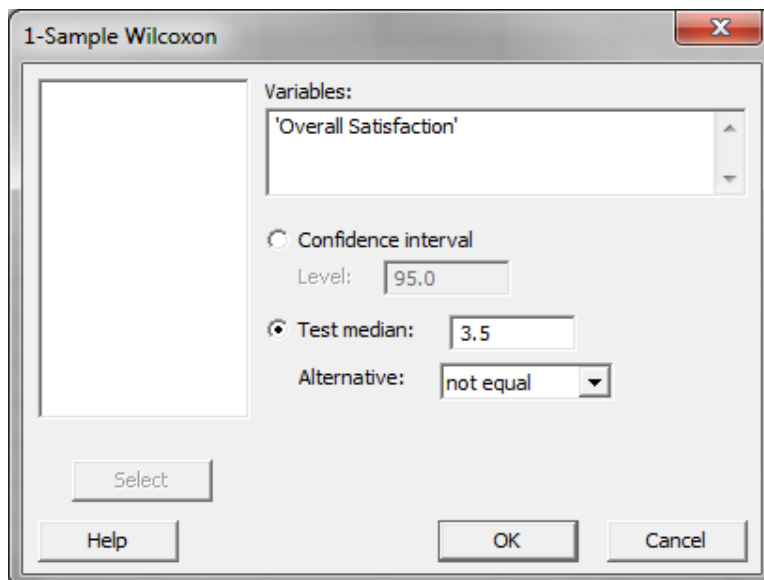 1-Sample Wilcoxon
Variables:
'Overall Satisfaction'
Confidence interval
Level: 95.0
Test median: 3.5
Alternative: not equal
Select
Help OK Cancel